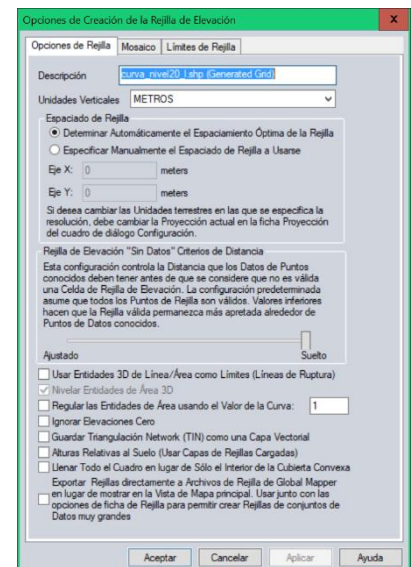 Opciones de Creación de la Rejilla de Elevación
X
Opciones de Rejilla Mosaico Límites de Rejilla
Descripción curva_nivel20_l.shp (Generated Grid)
Unidades Verticales METROS
Espaciado de Rejilla
Determinar Automáticamente el Espaciamiento Óptima de la Rejilla
Especificar Manualmente el Espaciado de Rejilla a Usarse
Eje X: 0 meters
Eje Y: 0 meters
Si desea cambiar las Unidades terrestres en las que se especifica la
resolución, debe cambiar la Proyección actual en la ficha Proyección
del cuadro de diálogo Configuración.
Rejilla de Elevación "Sin Datos" Criterios de Distancia
Esta configuración controla la Distancia que los Datos de Puntos
conocidos deben tener antes de que se considere que no es válida
una Celda de Rejilla de Elevación. La configuración predeterminada
asume que todos los Puntos de Rejilla son válidos. Valores inferiores
hacen que la Rejilla válida permanezca más apretada alrededor de
Puntos de Datos conocidos.
Ajustado Suelto
Usar Entidades 3D de Línea/Área como Límites (Líneas de Ruptura)
Nivelar Entidades de Área 3D
Regular las Entidades de Área usando el Valor de la Curva: 1
Ignorar Elevaciones Cero
Guardar Triangulación Network (TIN) como una Capa Vectorial
Alturas Relativas al Suelo (Usar Capas de Rejillas Cargadas)
Llenar Todo el Cuadro en lugar de Sólo el Interior de la Cubierta Convexa
Exportar Rejillas directamente a Archivos de Rejilla de Global Mapper
en lugar de mostrar en la Vista de Mapa principal. Usar junto con las
opciones de ficha de Rejilla para permitir crear Rejillas de conjuntos de
Datos muy grandes
Aceptar Cancelar Aplicar Ayuda